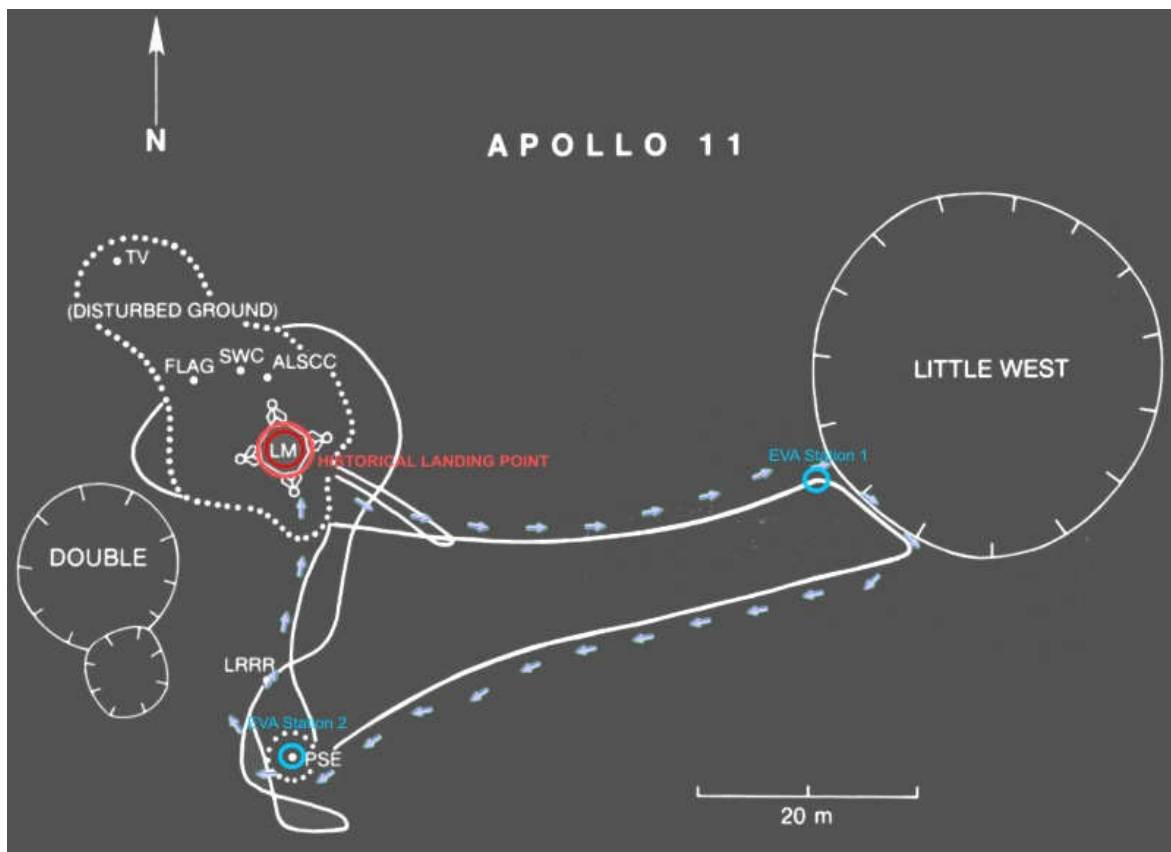 N
APOLLO 11
TV
(DISTURBED GROUND)
FLAG
SWC
ALSCC
LITTLE WEST
LM
HISTORICAL LANDING POINT
EVA Station 1
DOUBLE
LRRR
EVA Station 2
PSE
20 m